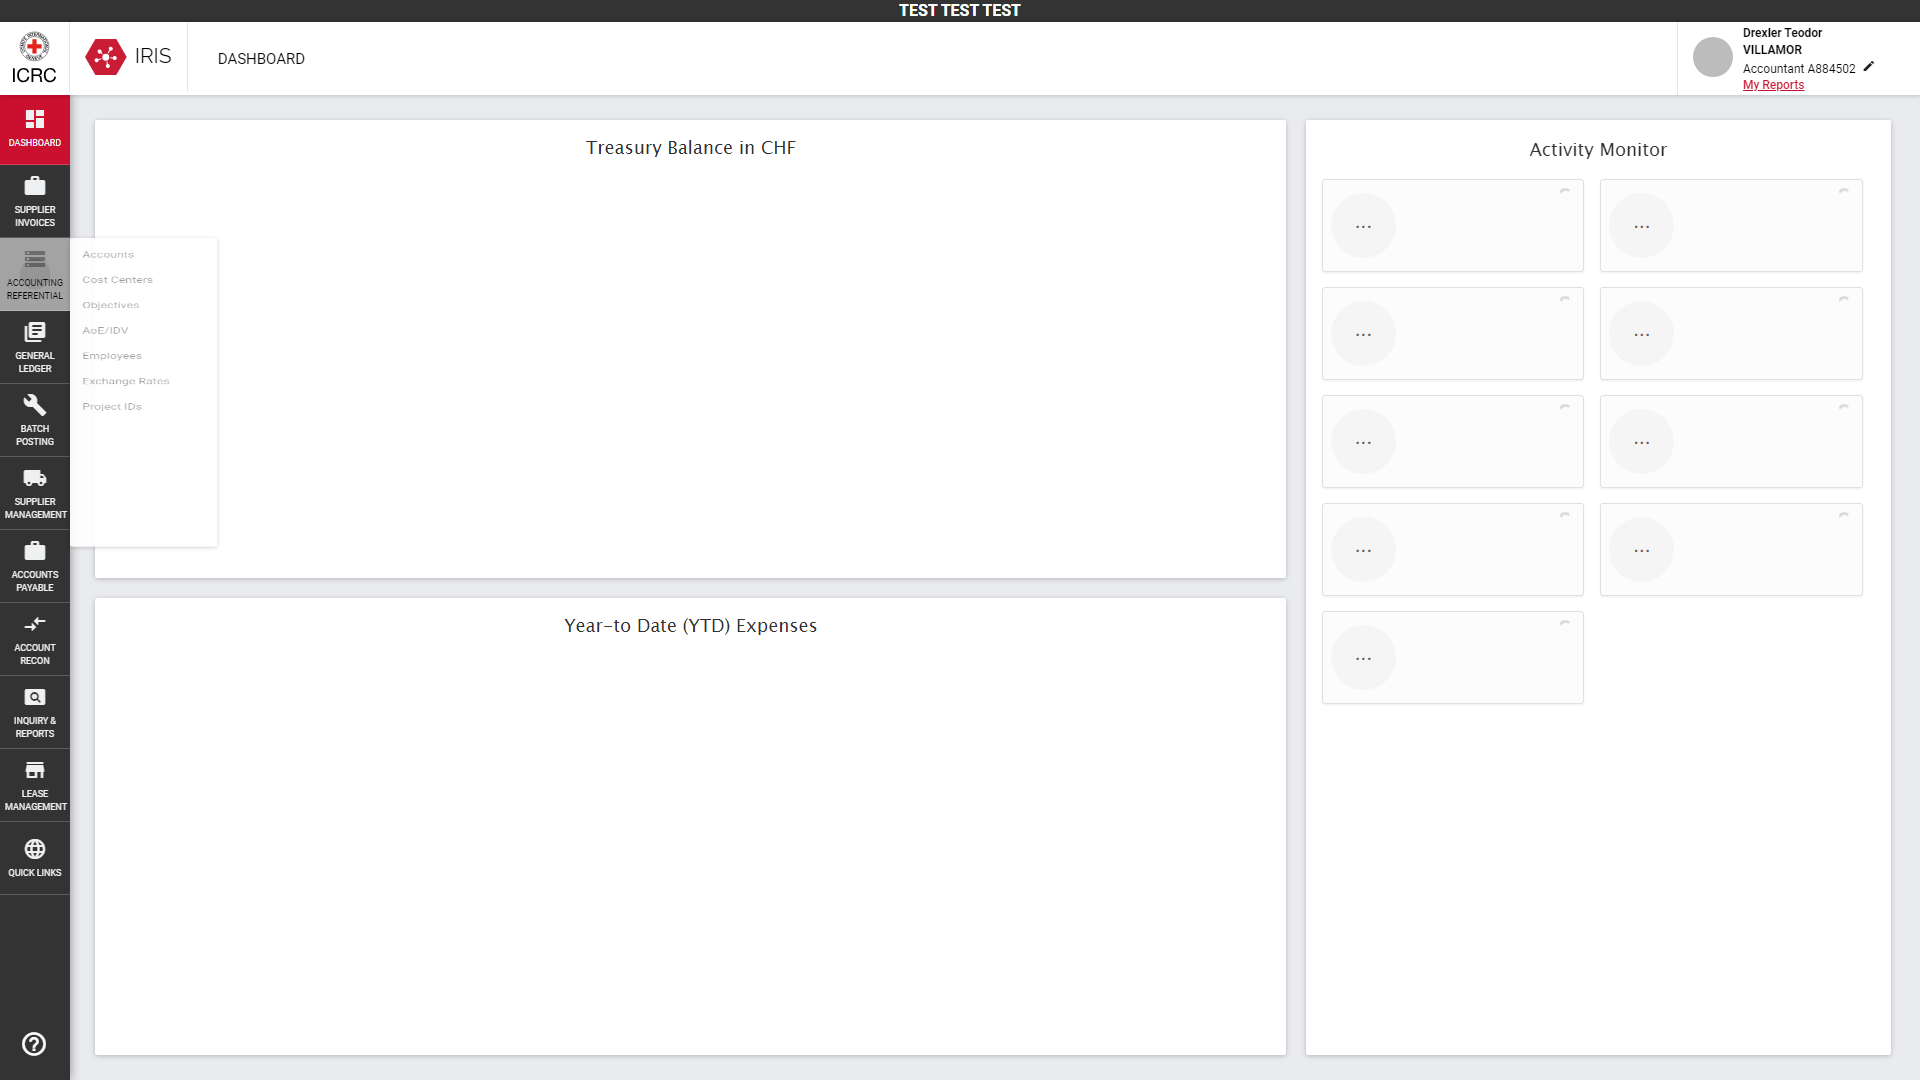 TEST TEST TEST
ICRC
IRIS
DASHBOARD
Drexler Teodor
VILLAMOR
Accountant A884502
My Reports
DASHBOARD
SUPPLIER
INVOICES
ACCOUNTING
REFERENTIAL
GENERAL
LEDGER
BATCH
POSTING
SUPPLIER
MANAGEMENT
ACCOUNTS
PAYABLE
ACCOUNT
RECON
INQUIRY &
REPORTS
LEASE
MANAGEMENT
QUICK LINKS
Accounts
Cost Centers
Objectives
AoE/IDV
Employees
Exchange Rates
Project IDs
Treasury Balance in CHF
Year-to Date (YTD) Expenses
Activity Monitor
...
...
...
...
...
...
...
...
...